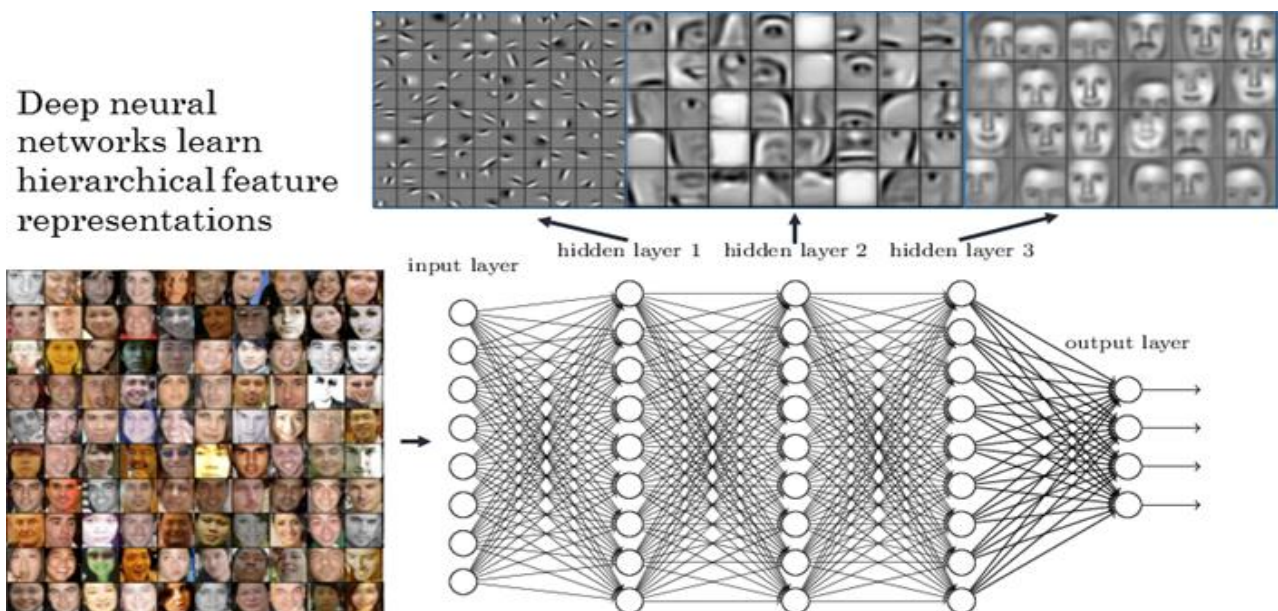 Deep neural
networks learn
hierarchical feature
representations
hidden layer 1 hidden layer 2 hidden layer 3
input layer
output layer